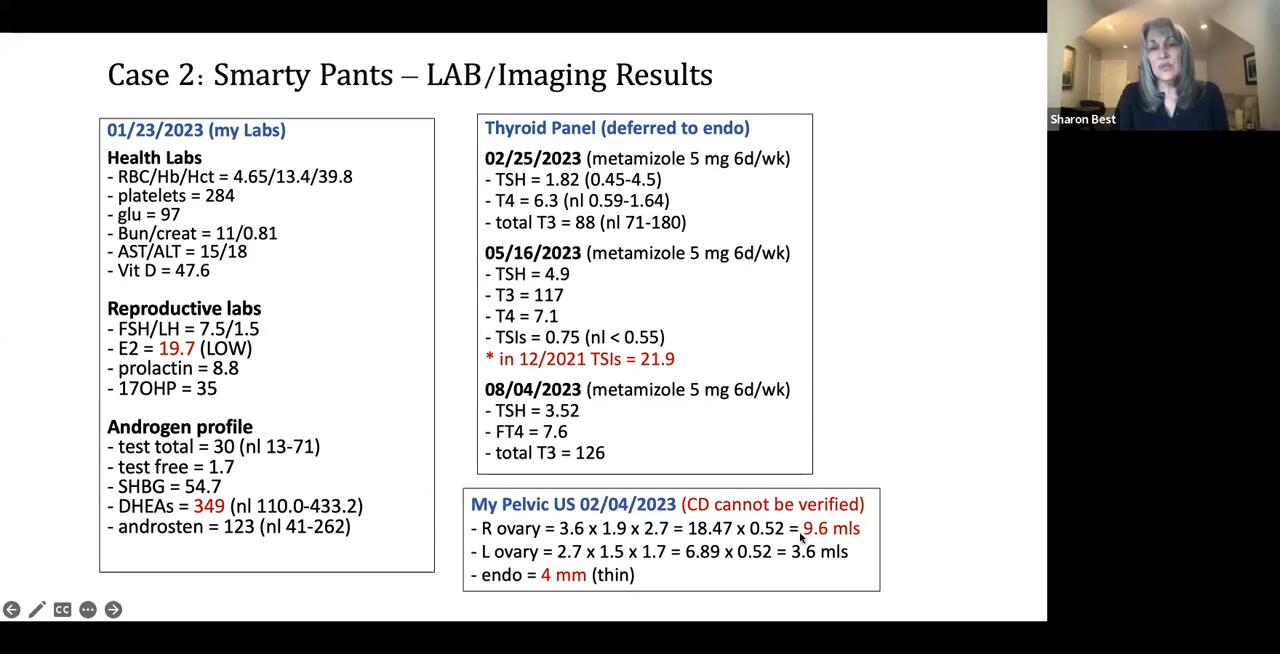 Case 2: Smarty Pants – LAB/Imaging Results
01/23/2023 (my Labs)
Health Labs
- RBC/Hb/Hct = 4.65/13.4/39.8
- platelets = 284
- glu = 97
- Bun/creat = 11/0.81
- AST/ALT = 15/18
- Vit D = 47.6
Reproductive labs
- FSH/LH = 7.5/1.5
- E2 = 19.7 (LOW)
- prolactin = 8.8
- 17OHP = 35
Androgen profile
- test total = 30 (nl 13-71)
- test free = 1.7
- SHBG = 54.7
- DHEAs = 349 (nl 110.0-433.2)
- androsten = 123 (nl 41-262)
Thyroid Panel (deferred to endo)
02/25/2023 (metamizole 5 mg 6d/wk)
- TSH = 1.82 (0.45-4.5)
- T4 = 6.3 (nl 0.59-1.64)
- total T3 = 88 (nl 71-180)
05/16/2023 (metamizole 5 mg 6d/wk)
- TSH = 4.9
- T3 = 117
- T4 = 7.1
- TSIs = 0.75 (nl < 0.55)
* in 12/2021 TSIs = 21.9
08/04/2023 (metamizole 5 mg 6d/wk)
- TSH = 3.52
- FT4 = 7.6
- total T3 = 126
My Pelvic US 02/04/2023 (CD cannot be verified)
- R ovary = 3.6 x 1.9 x 2.7 = 18.47 x 0.52 = 9.6 mls
- L ovary = 2.7 x 1.5 x 1.7 = 6.89 x 0.52 = 3.6 mls
- endo = 4 mm (thin)
CC
Sharon Best